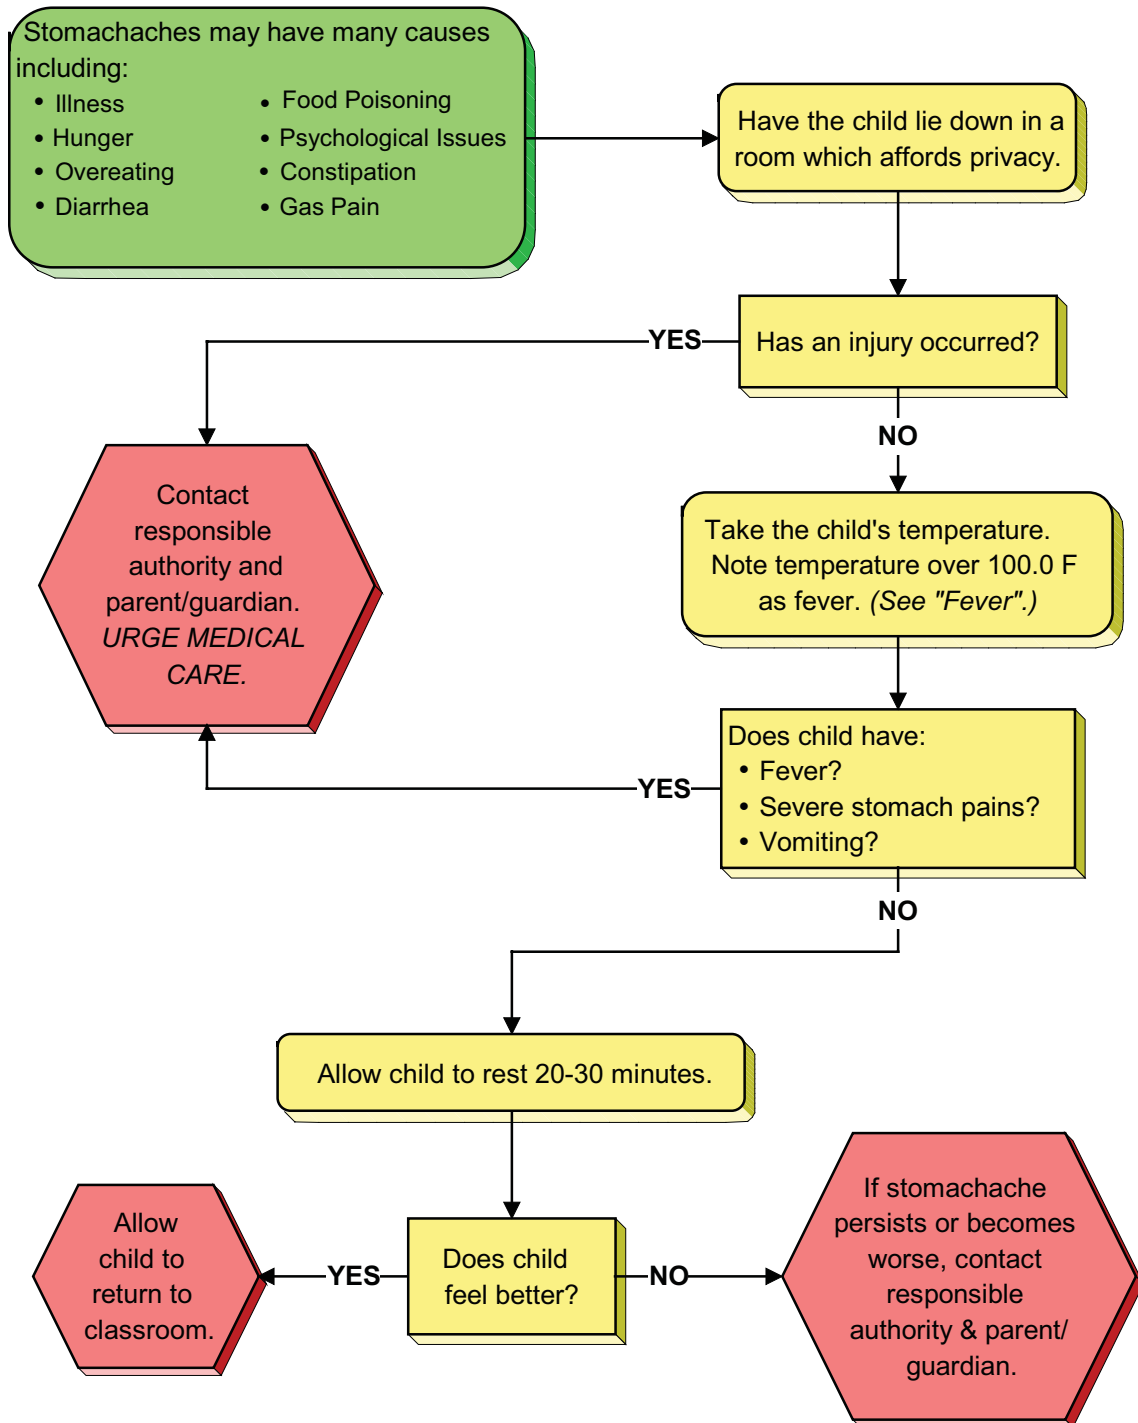 Stomachaches may have many causes
including:
• Illness
• Hunger
• Overeating
• Diarrhea
• Food Poisoning
• Psychological Issues
• Constipation
• Gas Pain
Have the child lie down in a
room which affords privacy.
Has an injury occurred?
YES
NO
Contact
responsible
authority and
parent/guardian.
URGE MEDICAL
CARE.
Take the child's temperature.
Note temperature over 100.0 F
as fever. (See "Fever".)
Does child have:
• Fever?
• Severe stomach pains?
• Vomiting?
YES
NO
Allow child to rest 20-30 minutes.
Does child
feel better?
YES
NO
Allow
child to
return to
classroom.
If stomachache
persists or becomes
worse, contact
responsible
authority & parent/
guardian.